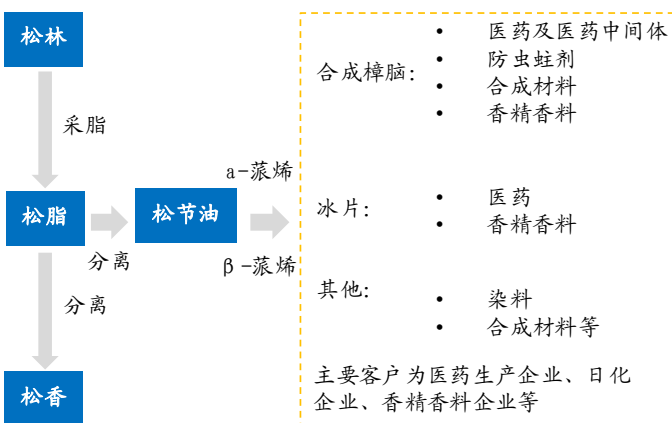 松林
采脂
松脂
分离
松香
分离
松节油
a-蒎烯
β-蒎烯
合成樟脑:
• 医药及医药中间体
• 防虫蛀剂
• 合成材料
• 香精香料
冰片:
• 医药
• 香精香料
其他:
• 染料
• 合成材料等
主要客户为医药生产企业、日化
企业、香精香料企业等